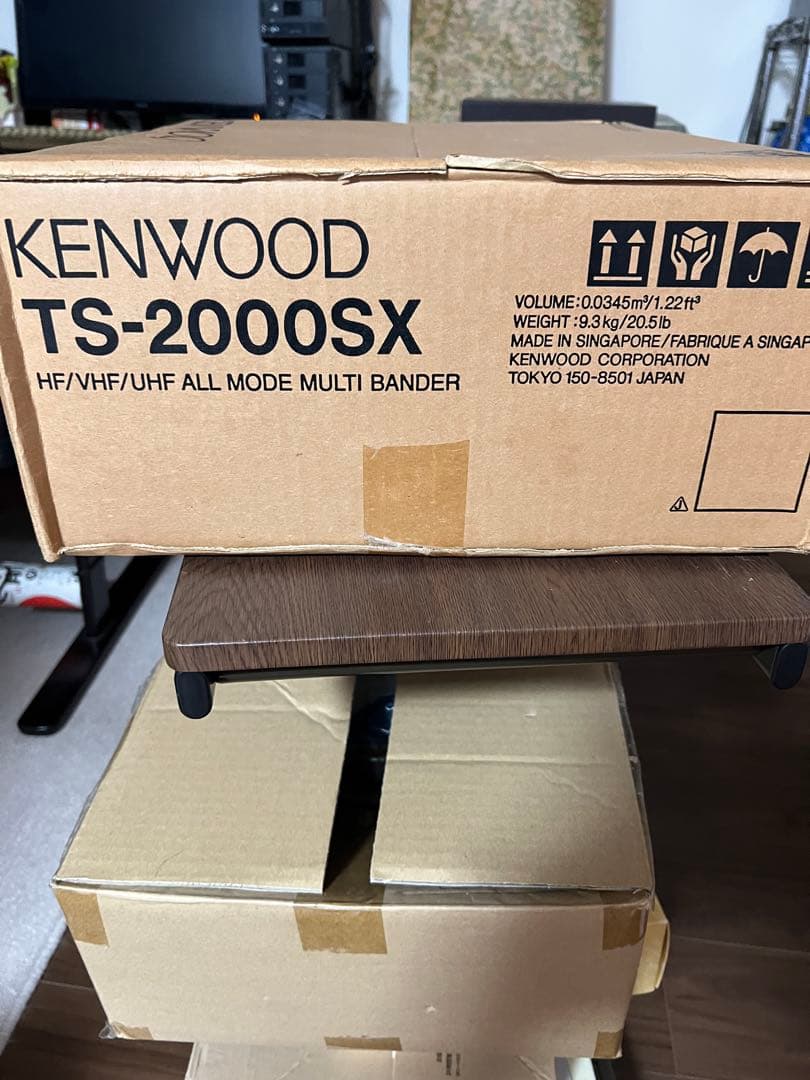 KENWOOD
TS-2000SX
HF/VHF/UHF ALL MODE MULTI BANDER
VOLUME:0.0345m³/1.22ft³
WEIGHT:9.3kg/20.5lb
MADE IN SINGAPORE/FABRIQUE A SINGAP
KENWOOD CORPORATION
TOKYO 150-8501 JAPAN
J